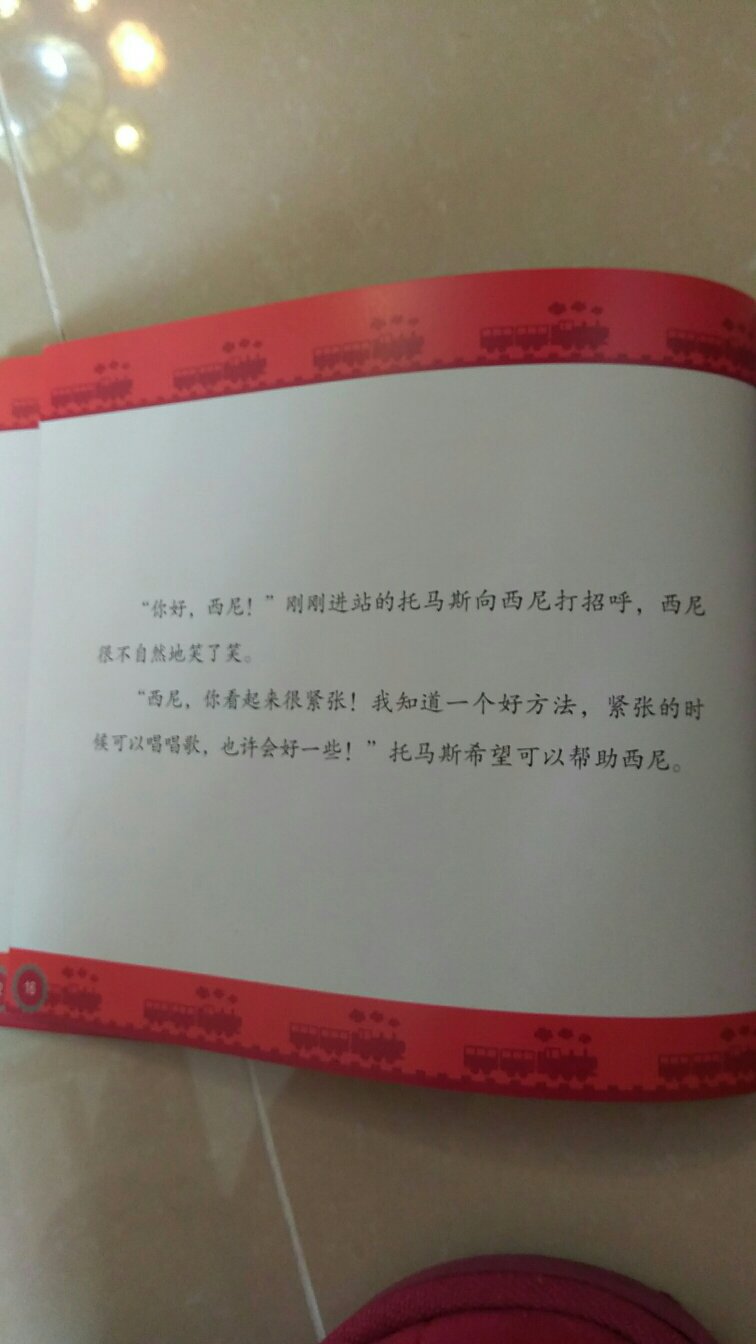 “你好，西尼！”刚刚进站的托马斯向西尼打招呼，西尼
很不自然地笑了笑。
“西尼，你看起来很紧张！我知道一个好方法，紧张的时
候可以唱唱歌，也许会好一些！”托马斯希望可以帮助西尼。
16